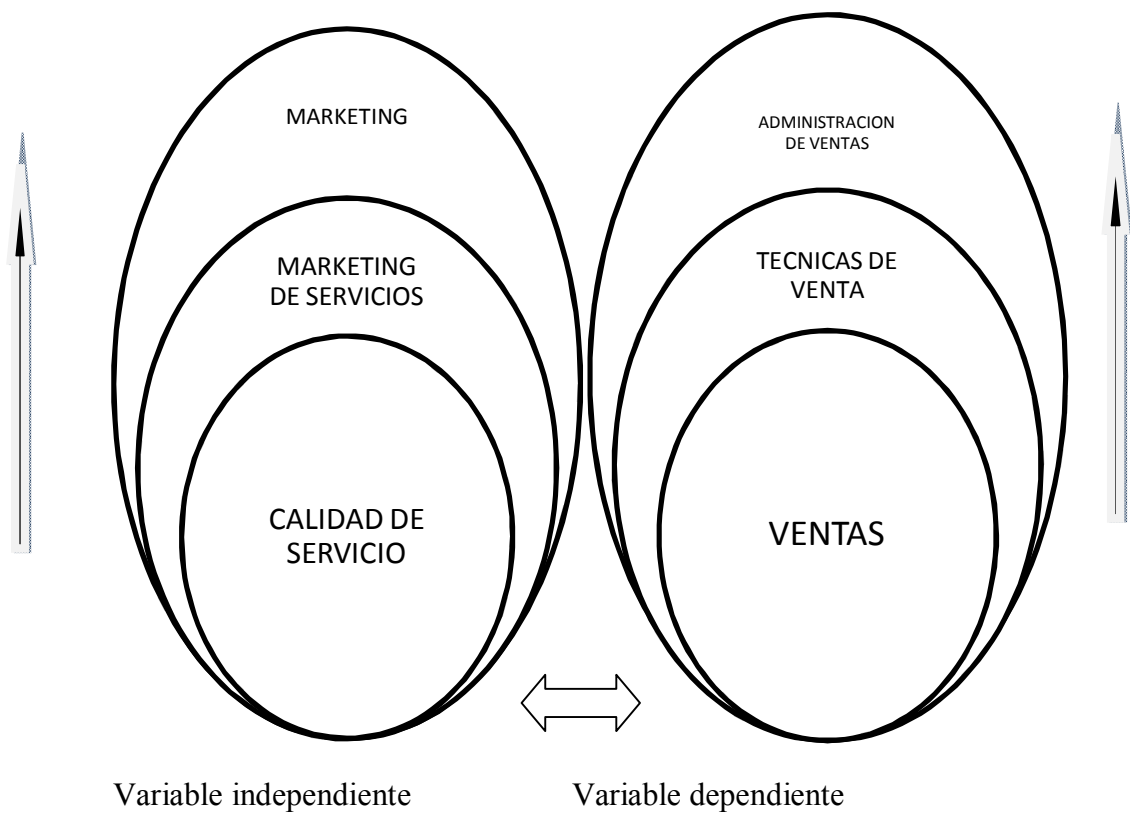 MARKETING
MARKETING
DE SERVICIOS
CALIDAD DE
SERVICIO
ADMINISTRACION
DE VENTAS
TECNICAS DE
VENTA
VENTAS
Variable independiente
Variable dependiente